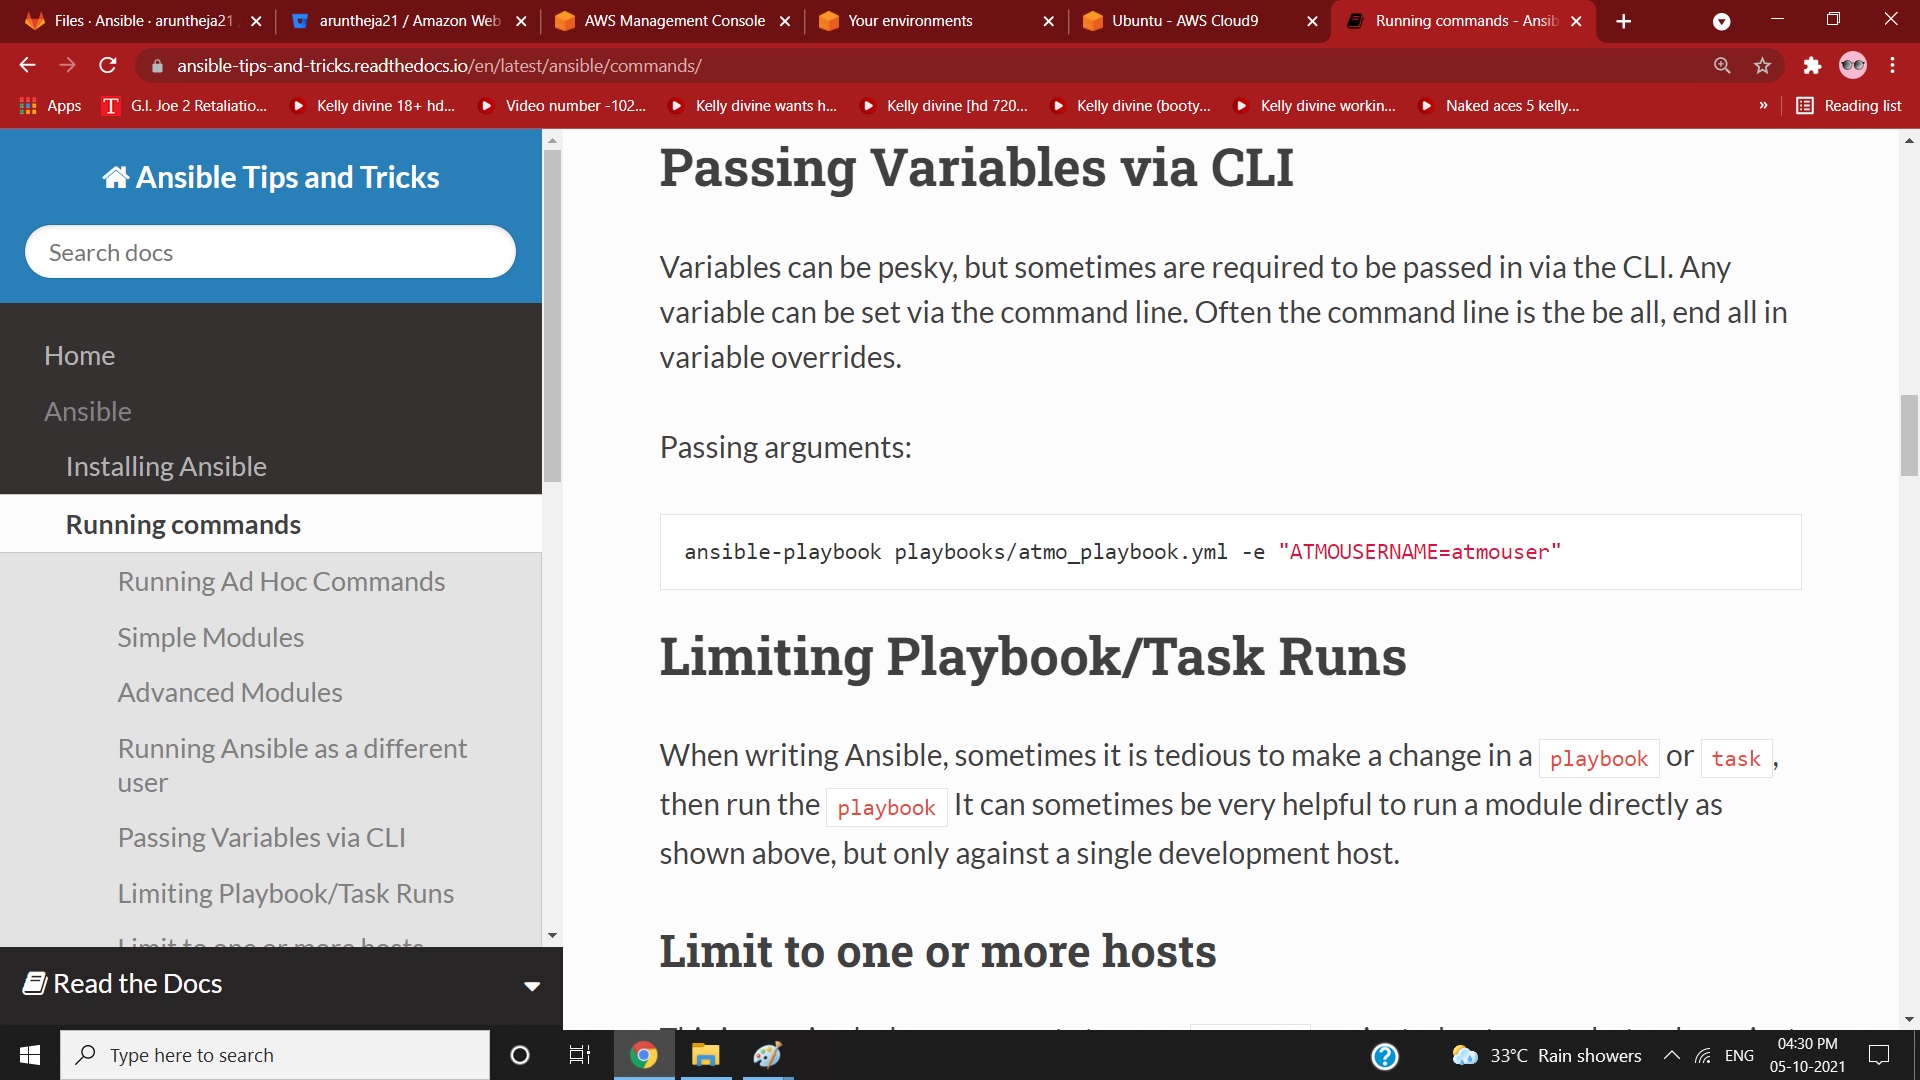 Files · Ansible · aruntheja21
aruntheja21 / Amazon Web
AWS Management Console
Your environments
Ubuntu - AWS Cloud9
Running commands - Ansib
ansible-tips-and-tricks.readthedocs.io/en/latest/ansible/commands/
Apps
G.I. Joe 2 Retaliatio...
Kelly divine 18+ hd...
Video number -102...
Kelly divine wants h...
Kelly divine [hd 720...
Kelly divine (booty...
Kelly divine workin...
Naked aces 5 kelly...
»
Reading list
Ansible Tips and Tricks
Search docs
Home
Ansible
Installing Ansible
Running commands
Running Ad Hoc Commands
Simple Modules
Advanced Modules
Running Ansible as a different
user
Passing Variables via CLI
Limiting Playbook/Task Runs
Limit to one or more hosts
Read the Docs
Passing Variables via CLI
Variables can be pesky, but sometimes are required to be passed in via the CLI. Any
variable can be set via the command line. Often the command line is the be all, end all in
variable overrides.
Passing arguments:
ansible-playbook playbooks/atmo_playbook.yml -e "ATMOUSERNAME=atmouser"
Limiting Playbook/Task Runs
When writing Ansible, sometimes it is tedious to make a change in a playbook or task,
then run the playbook It can sometimes be very helpful to run a module directly as
shown above, but only against a single development host.
Limit to one or more hosts
Type here to search
33°C Rain showers
ENG
04:30 PM
05-10-2021